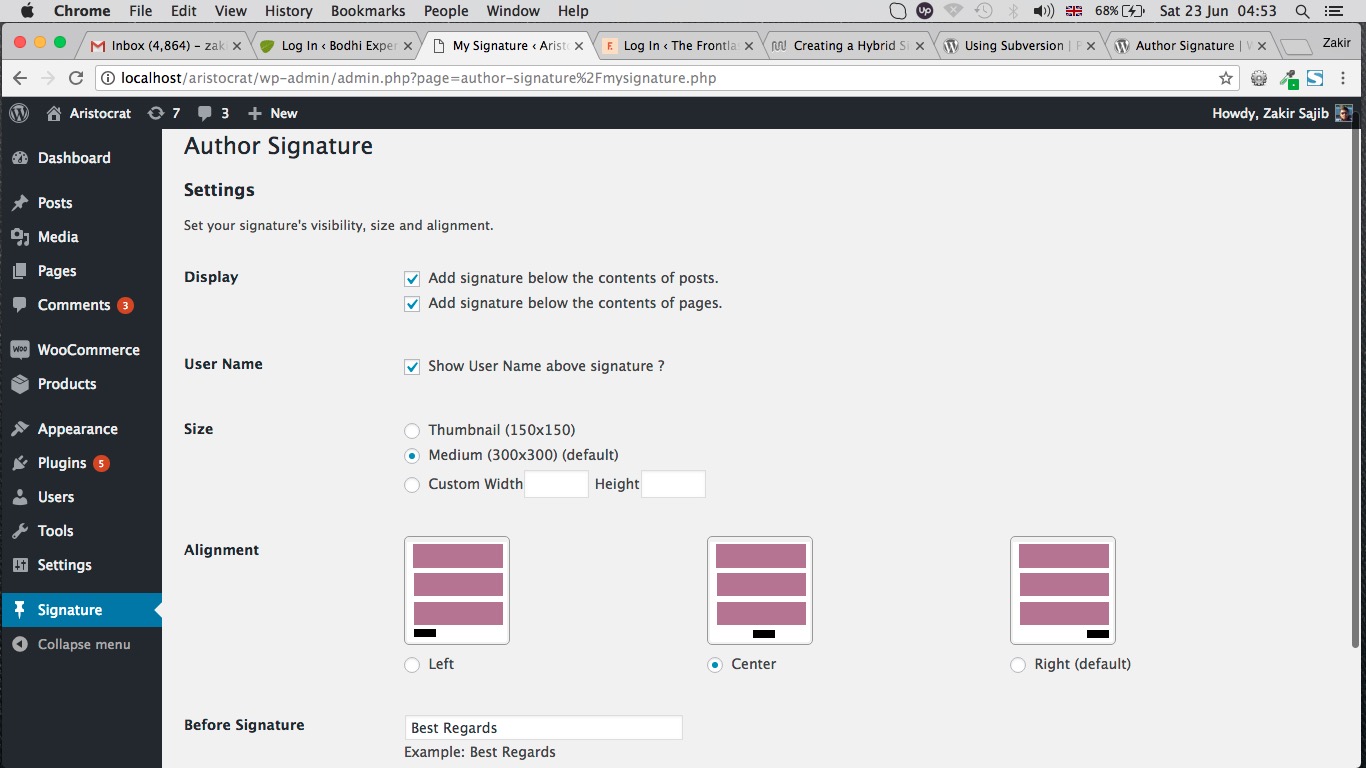 Chrome File Edit View History Bookmarks People Window Help Up 68% Sat 23 Jun 04:53
Inbox (4,864) – zak Log In ‹ Bodhi Exper My Signature ‹ Arist Log In ‹ The Frontla Creating a Hybrid S Using Subversion | Author Signature | Zakir
localhost/aristocrat/wp-admin/admin.php?page=author-signature%2Fmysignature.php
Aristocrat 7 3 New Howdy, Zakir Sajib
Dashboard
Posts
Media
Pages
Comments 3
WOO WooCommerce
Products
Appearance
Plugins 5
Users
Tools
Settings
Signature
Collapse menu
Author Signature
Settings
Set your signature's visibility, size and alignment.
Display
Add signature below the contents of posts.
Add signature below the contents of pages.
User Name
Show User Name above signature ?
Size
Thumbnail (150x150)
Medium (300x300) (default)
Custom Width Height
Alignment
Left Center Right (default)
Before Signature
Best Regards
Example: Best Regards